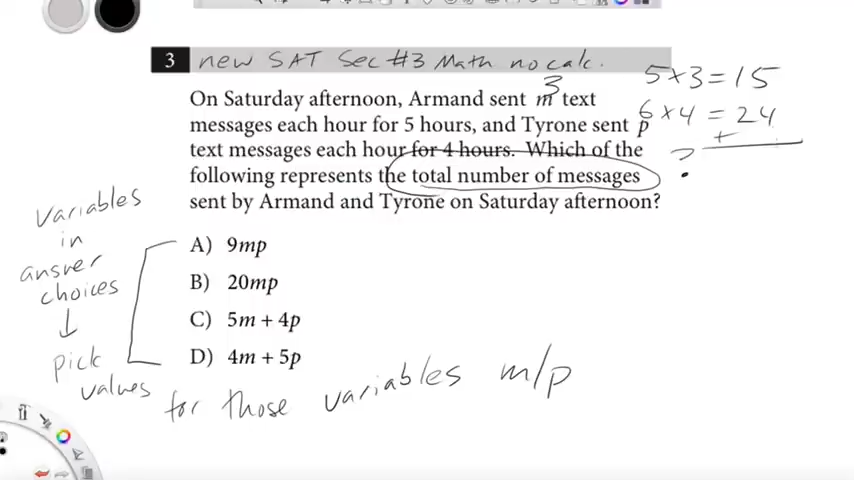 3 new SAT Sec #3 Math no calc.
On Saturday afternoon, Armand sent m text
3
messages each hour for 5 hours, and Tyrone sent p
text messages each hour for 4 hours. Which of the
following represents the total number of messages
sent by Armand and Tyrone on Saturday afternoon?
5×3=15
6×4=24
+
?
A) 9mp
B) 20mp
C) 5m + 4p
D) 4m + 5p
variables
in
answer
choices
↓
pick
values for those variables m/p